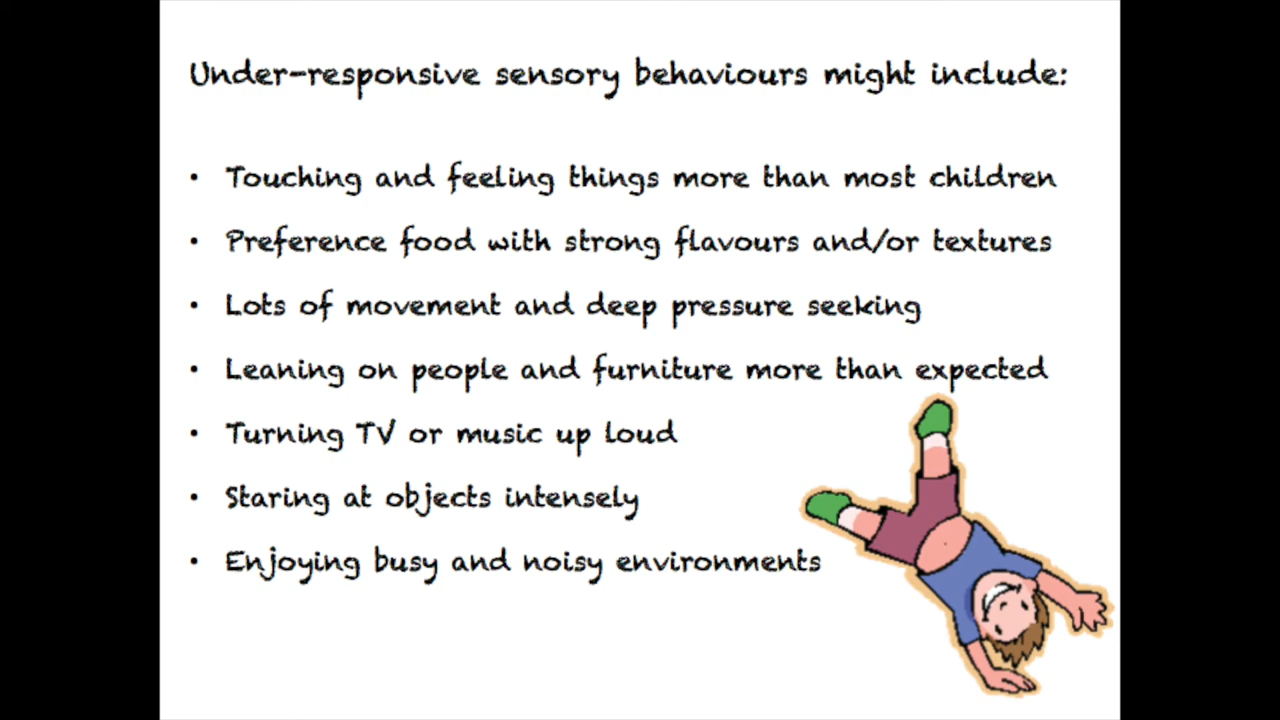 Under-responsive sensory behaviours might include:
• Touching and feeling things more than most children
• Preference food with strong flavours and/or textures
• Lots of movement and deep pressure seeking
• Leaning on people and furniture more than expected
• Turning TV or music up loud
• Staring at objects intensely
• Enjoying busy and noisy environments